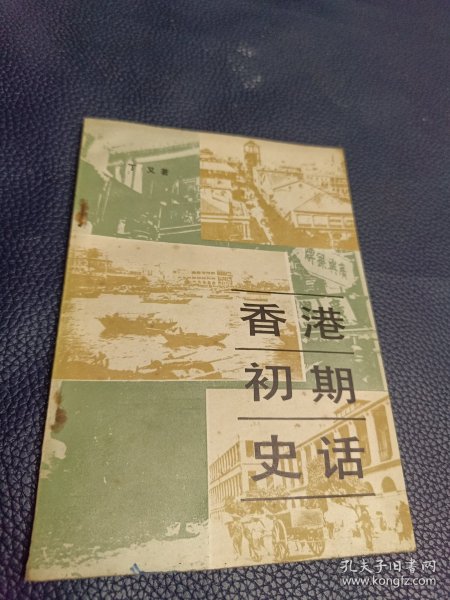 丁又著
香港
初期
史话
孔夫子旧书网
www.kongfz.com